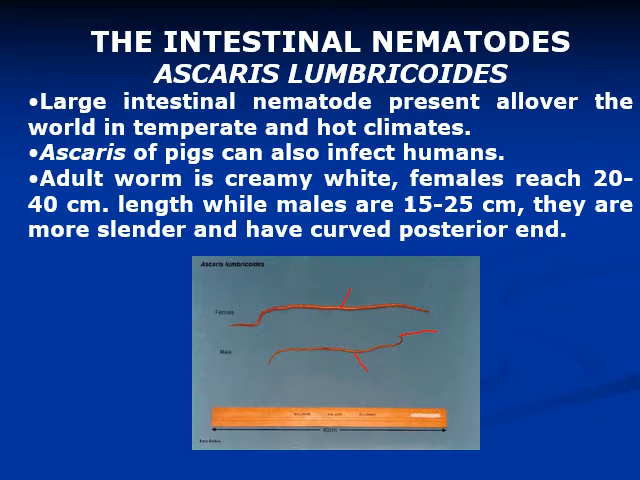 THE INTESTINAL NEMATODES
ASCARIS LUMBRICOIDES
•Large intestinal nematode present allover the
world in temperate and hot climates.
•Ascaris of pigs can also infect humans.
•Adult worm is creamy white, females reach 20-
40 cm. length while males are 15-25 cm, they are
more slender and have curved posterior end.
Ascaris lumbricoides
Female
Male